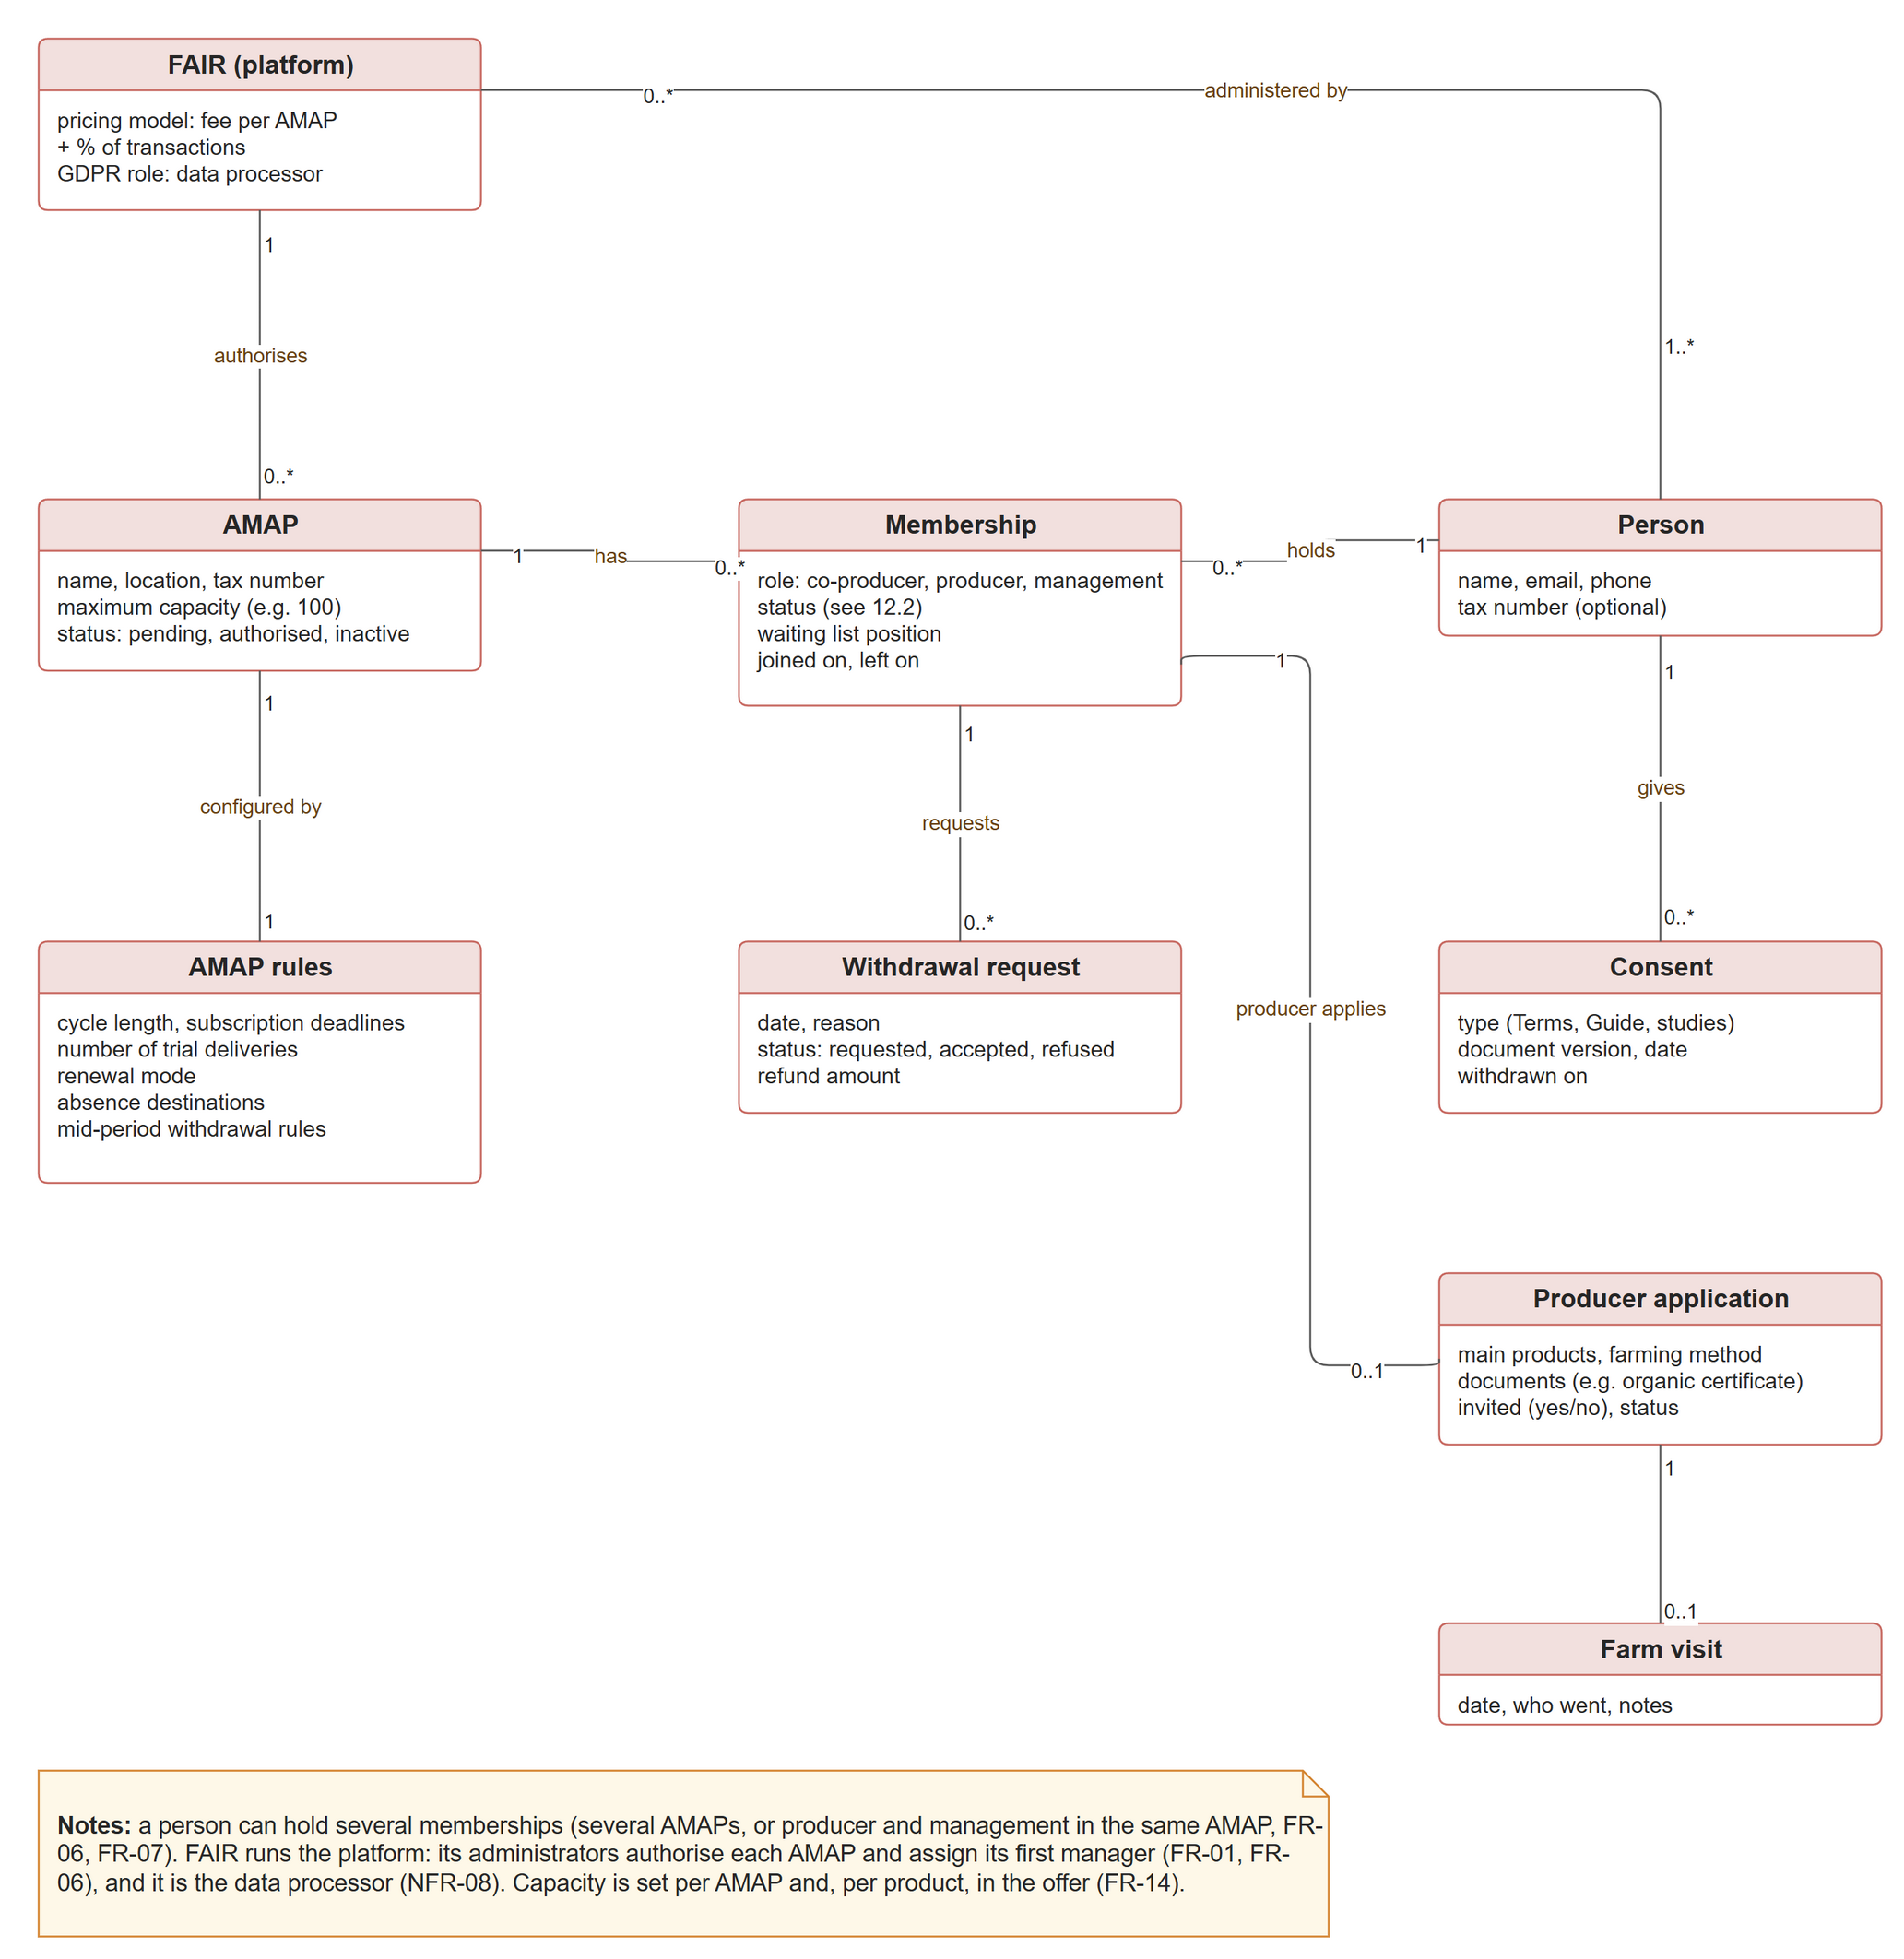 FAIR (platform)
pricing model: fee per AMAP
+ % of transactions
GDPR role: data processor
0..*
administered by
1
authorises
0..*
1..*
AMAP
name, location, tax number
maximum capacity (e.g. 100)
status: pending, authorised, inactive
1
has
0..*
Membership
role: co-producer, producer, management
status (see 12.2)
waiting list position
joined on, left on
0..*
holds
1
Person
name, email, phone
tax number (optional)
1
configured by
1
1
requests
0..*
1
producer applies
0..1
1
gives
0..*
AMAP rules
cycle length, subscription deadlines
number of trial deliveries
renewal mode
absence destinations
mid-period withdrawal rules
Withdrawal request
date, reason
status: requested, accepted, refused
refund amount
Consent
type (Terms, Guide, studies)
document version, date
withdrawn on
Producer application
main products, farming method
documents (e.g. organic certificate)
invited (yes/no), status
1
0..1
Farm visit
date, who went, notes
Notes: a person can hold several memberships (several AMAPs, or producer and management in the same AMAP, FR-
06, FR-07). FAIR runs the platform: its administrators authorise each AMAP and assign its first manager (FR-01, FR-
06), and it is the data processor (NFR-08). Capacity is set per AMAP and, per product, in the offer (FR-14).